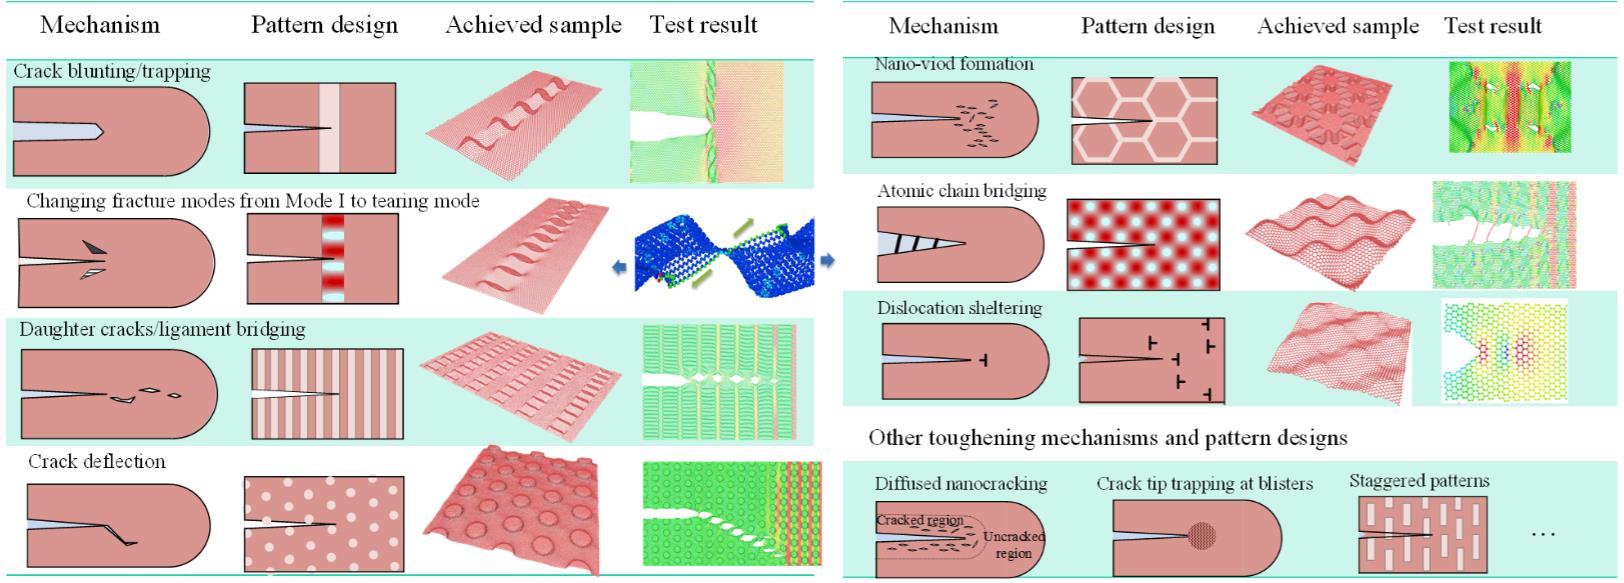 Mechanism Pattern design Achieved sample Test result
Crack blunting/trapping
Changing fracture modes from Mode I to tearing mode
Daughter cracks/ligament bridging
Crack deflection
Mechanism Pattern design Achieved sample Test result
Nano-viod formation
Atomic chain bridging
Dislocation sheltering
Other toughening mechanisms and pattern designs
Diffused nanocracking Crack tip trapping at blisters Staggered patterns
Cracked region
Uncracked
region
...